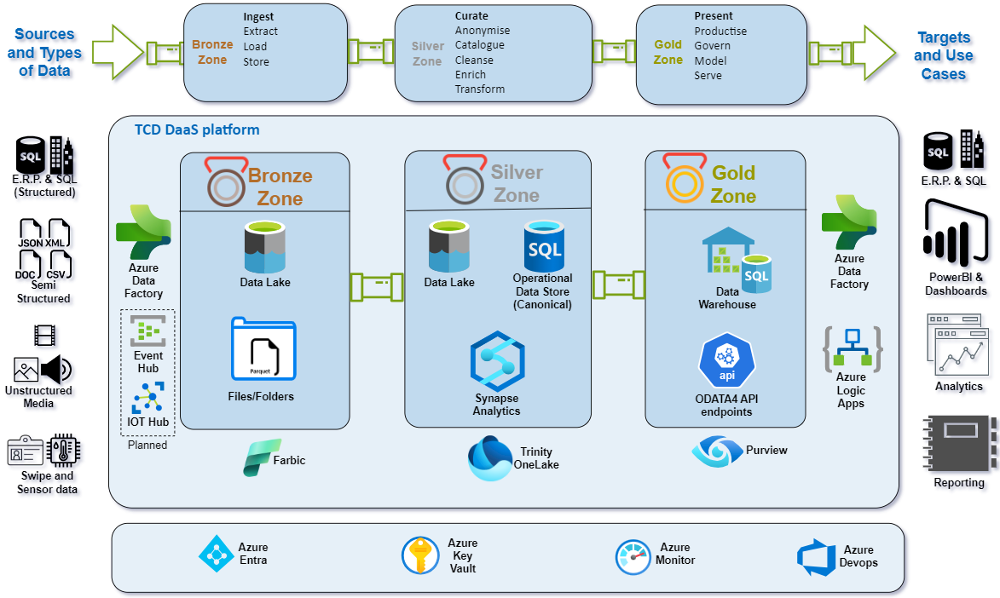 Sources
and Types
of Data
Bronze
Zone
Ingest
Extract
Load
Store
Silver
Zone
Curate
Anonymise
Catalogue
Cleanse
Enrich
Transform
Gold
Zone
Present
Productise
Govern
Model
Serve
Targets
and Use
Cases
TCD DaaS platform
SQL
E.R.P. & SQL
(Structured)
JSON XML
DOC CSV
Semi
Structured
Unstructured
Media
Swipe and
Sensor data
Azure
Data
Factory
Event
Hub
IOT Hub
Planned
Bronze
Zone
Data Lake
Parquet
Files/Folders
Farbic
Silver
Zone
Data Lake
SQL
Operational
Data Store
(Canonical)
Synapse
Analytics
Trinity
OneLake
Gold
Zone
SQL
Data
Warehouse
api
ODATA4 API
endpoints
Purview
Azure
Data
Factory
Azure
Logic
Apps
SQL
E.R.P. & SQL
PowerBI &
Dashboards
Analytics
Reporting
Azure
Entra
Azure
Key
Vault
Azure
Monitor
Azure
Devops